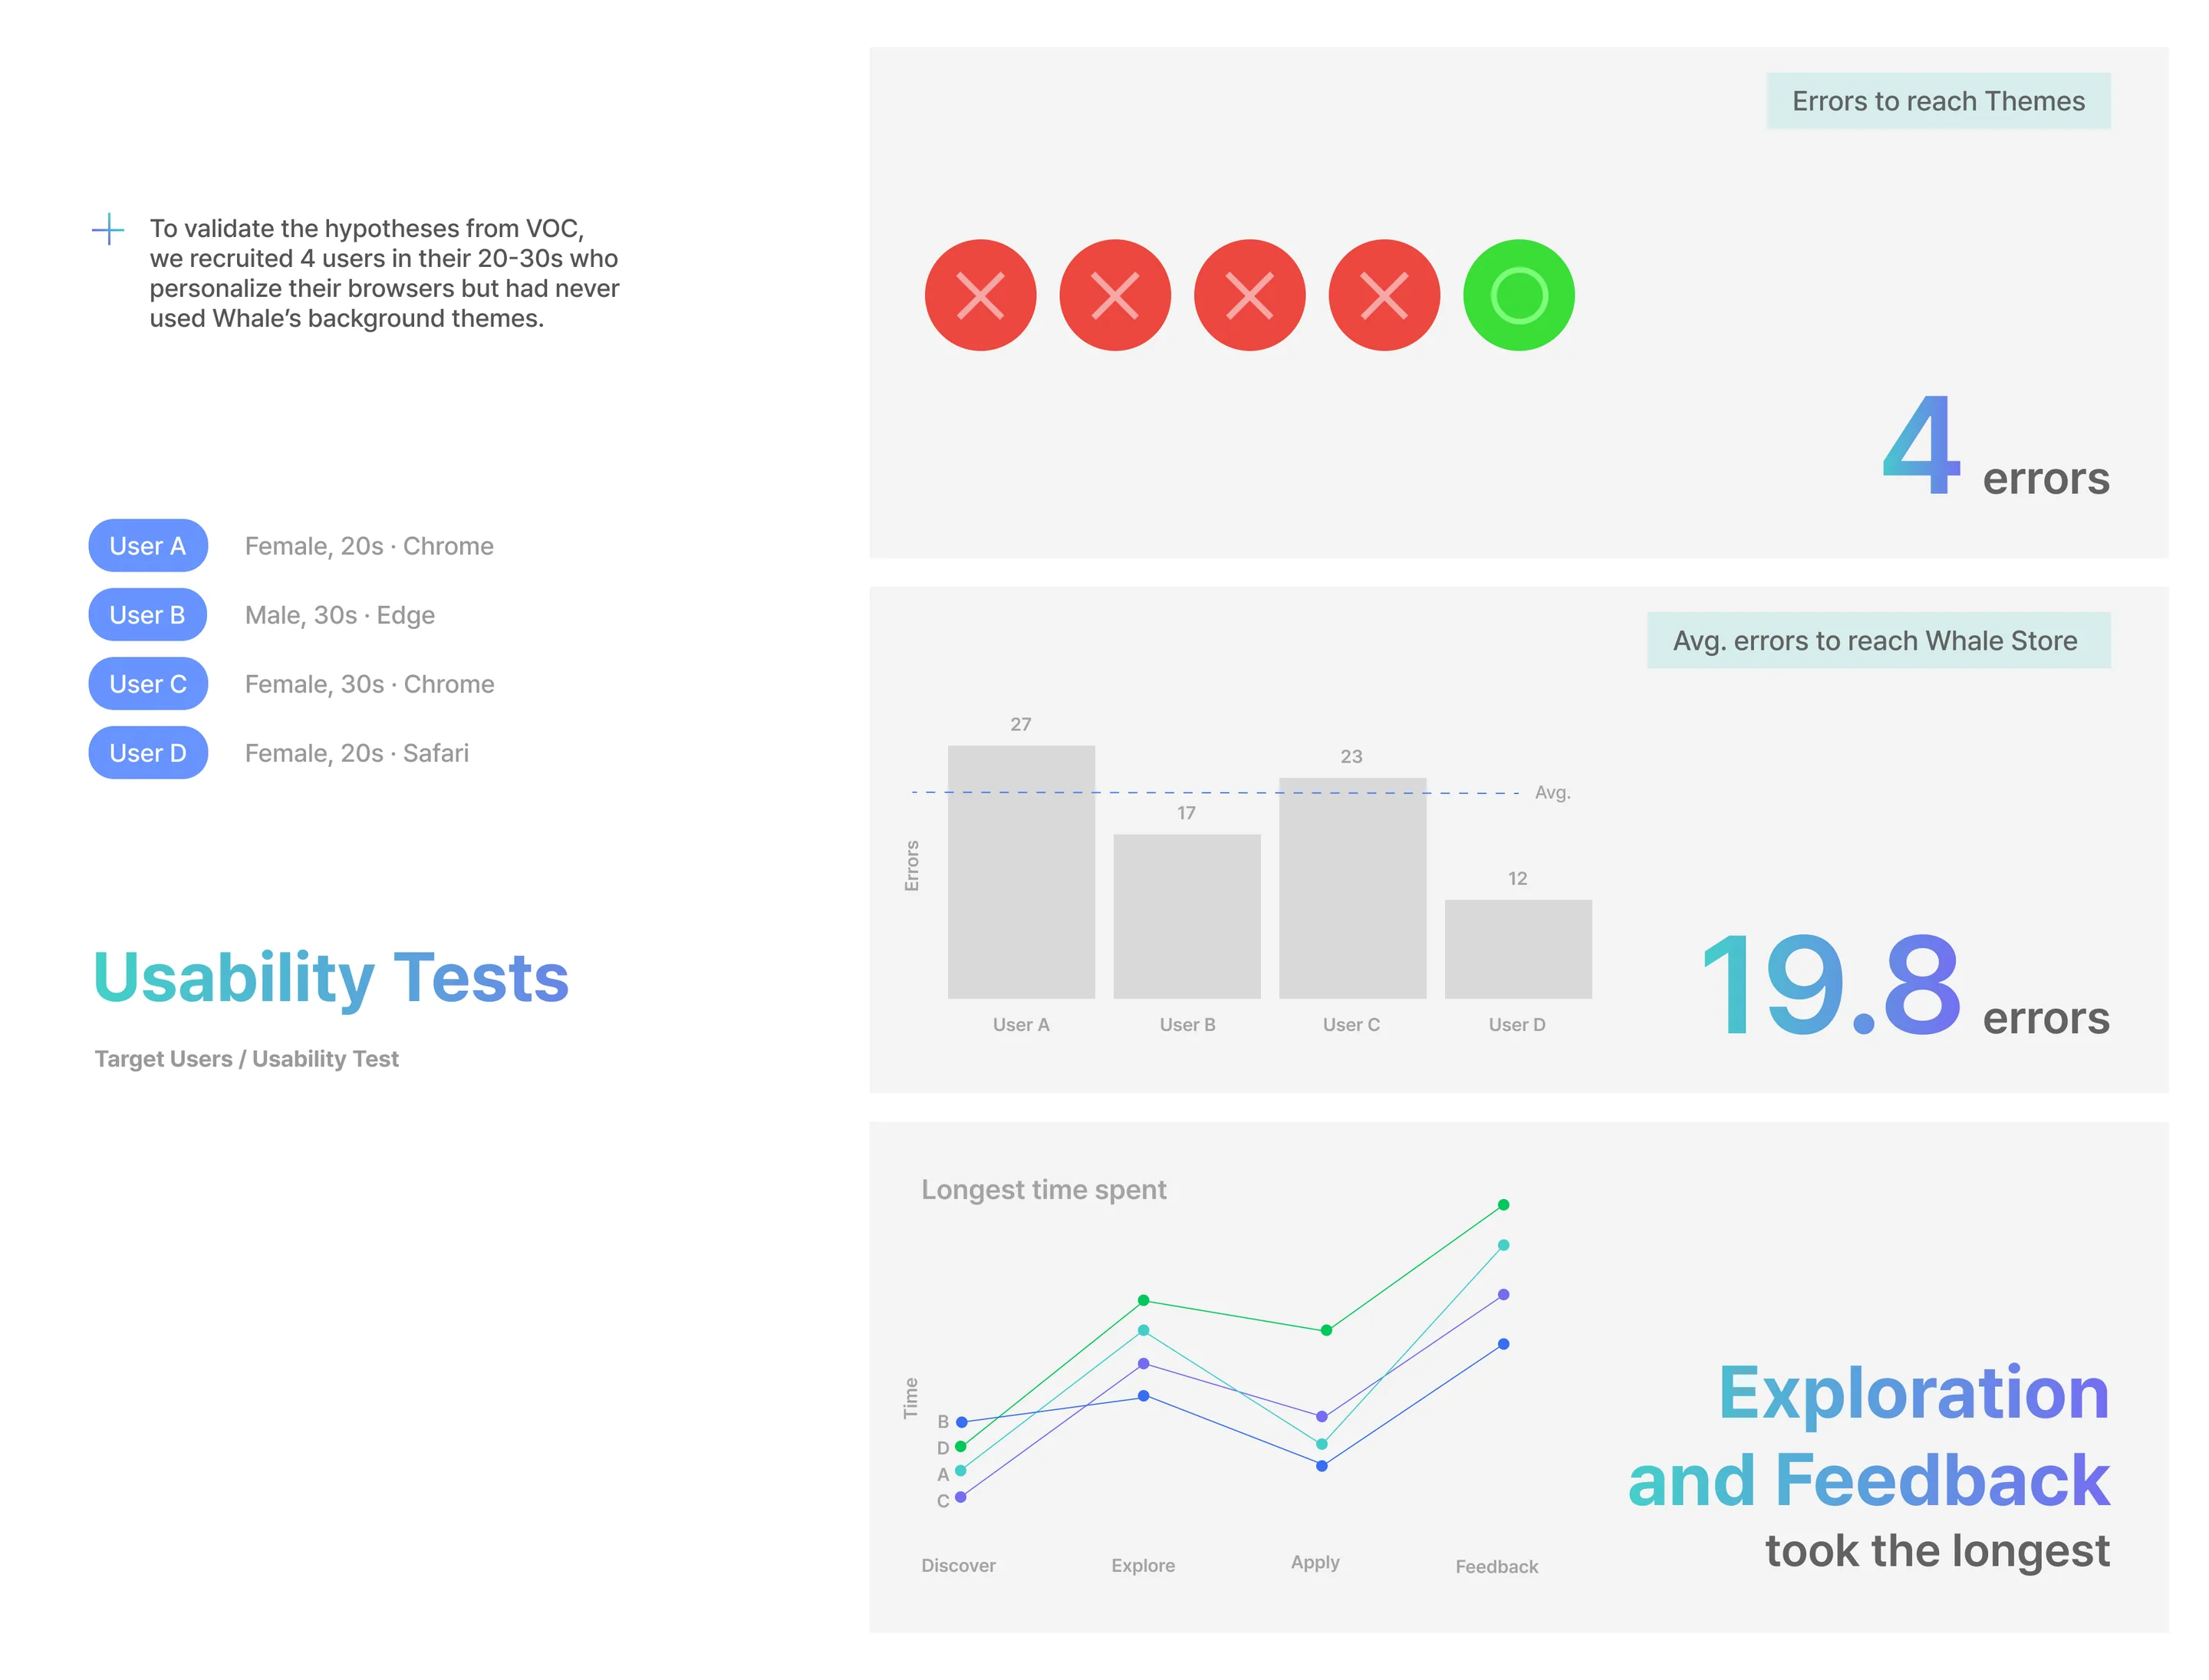 To validate the hypotheses from VOC,
we recruited 4 users in their 20-30s who
personalize their browsers but had never
used Whale’s background themes.
User A Female, 20s · Chrome
User B Male, 30s · Edge
User C Female, 30s · Chrome
User D Female, 20s · Safari
Usability Tests
Target Users / Usability Test
Errors to reach Themes
4 errors
Avg. errors to reach Whale Store
27
23
Avg.
17
12
Errors
User A User B User C User D
19.8 errors
Longest time spent
Time
B
D
A
C
Discover Explore Apply Feedback
Exploration
and Feedback
took the longest